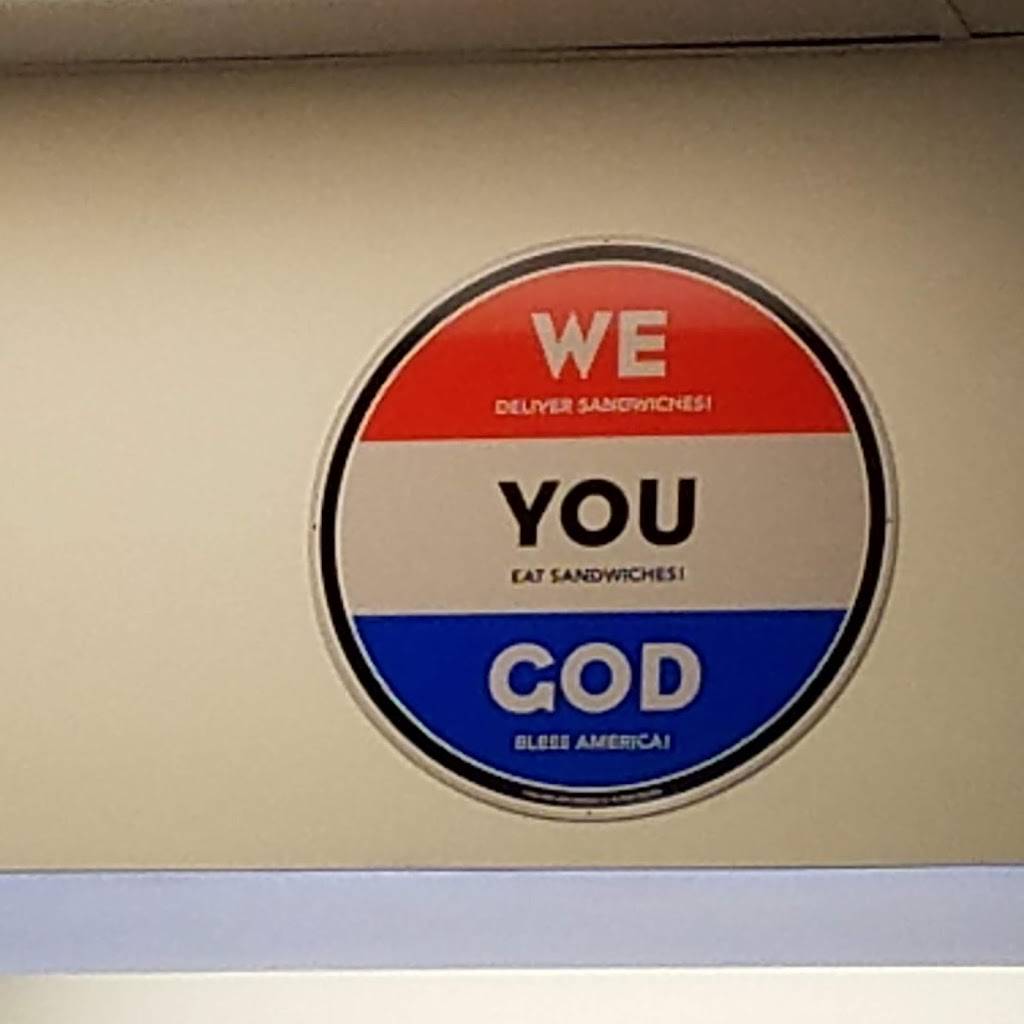 WE
DELIVER SANDWICHES!
YOU
EAT SANDWICHES!
GOD
BLESS AMERICA!